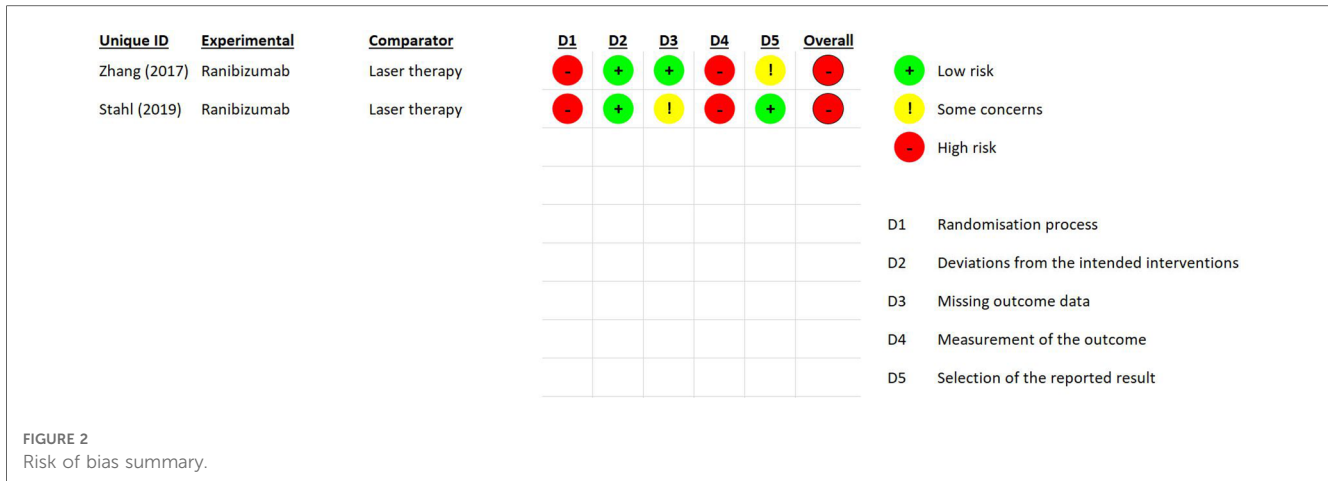 Unique ID Experimental Comparator D1 D2 D3 D4 D5 Overall
Zhang (2017) Ranibizumab Laser therapy - + + - ! -
Stahl (2019) Ranibizumab Laser therapy - + ! - + -
+ Low risk
! Some concerns
- High risk
D1 Randomisation process
D2 Deviations from the intended interventions
D3 Missing outcome data
D4 Measurement of the outcome
D5 Selection of the reported result
FIGURE 2
Risk of bias summary.